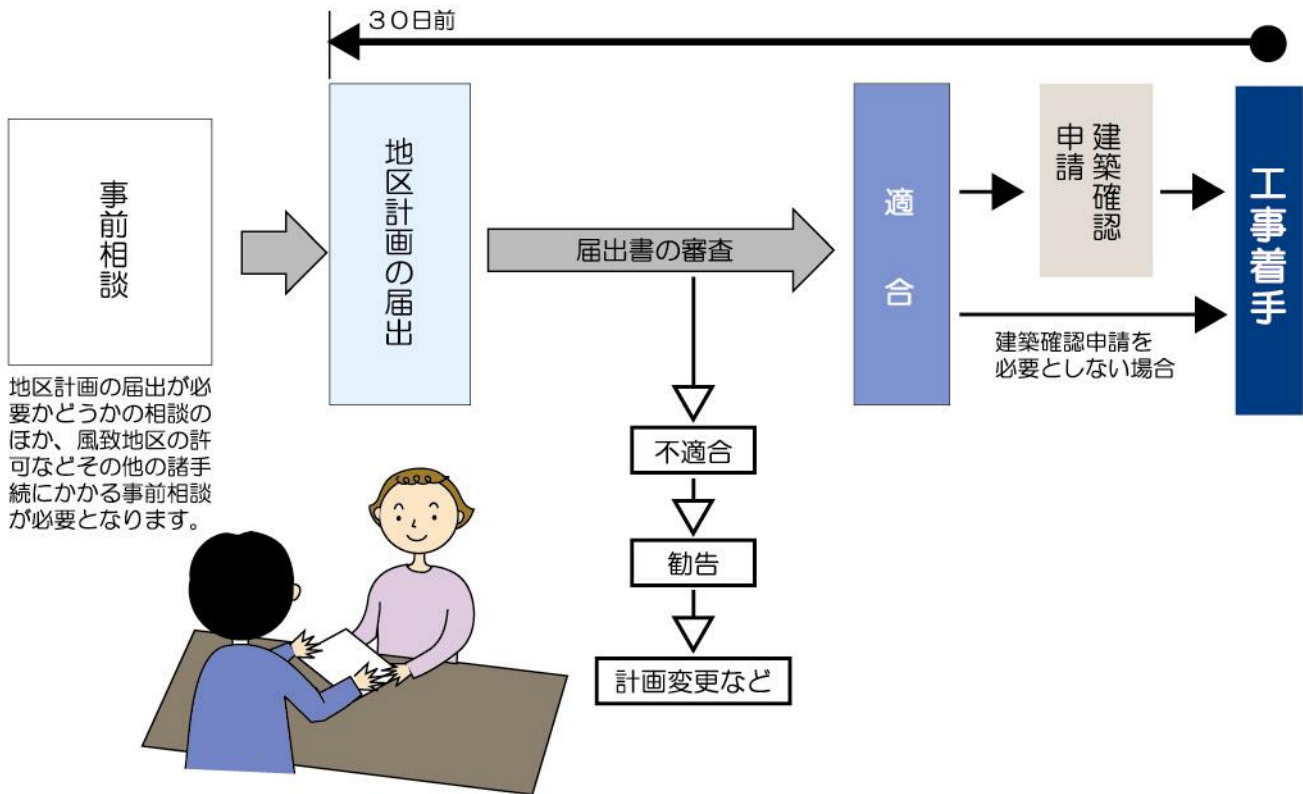 ３０日前
事前相談
地区計画の届出が必
要かどうかの相談の
ほか、風致地区の許
可などその他の諸手
続にかかる事前相談
が必要となります。
地区計画の届出
届出書の審査
不適合
勧告
計画変更など
適合
建築確認
申請
建築確認申請を
必要としない場合
工事着手